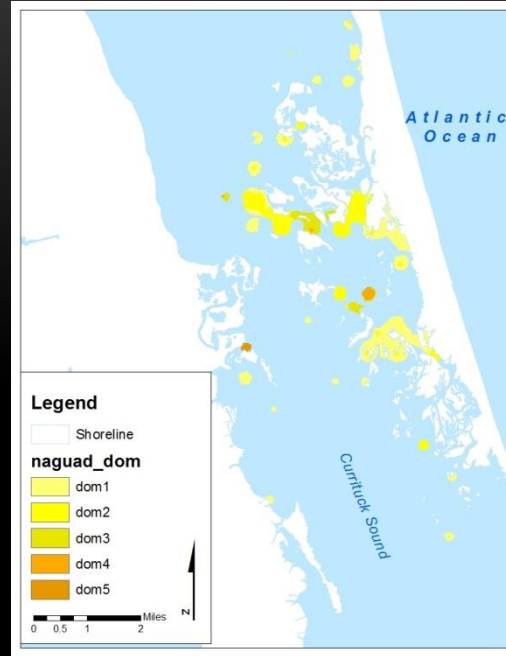 Atlantic
Ocean
Currituck Sound
Legend
Shoreline
naguad_dom
dom1
dom2
dom3
dom4
dom5
Miles
0 0.5 1 2
N